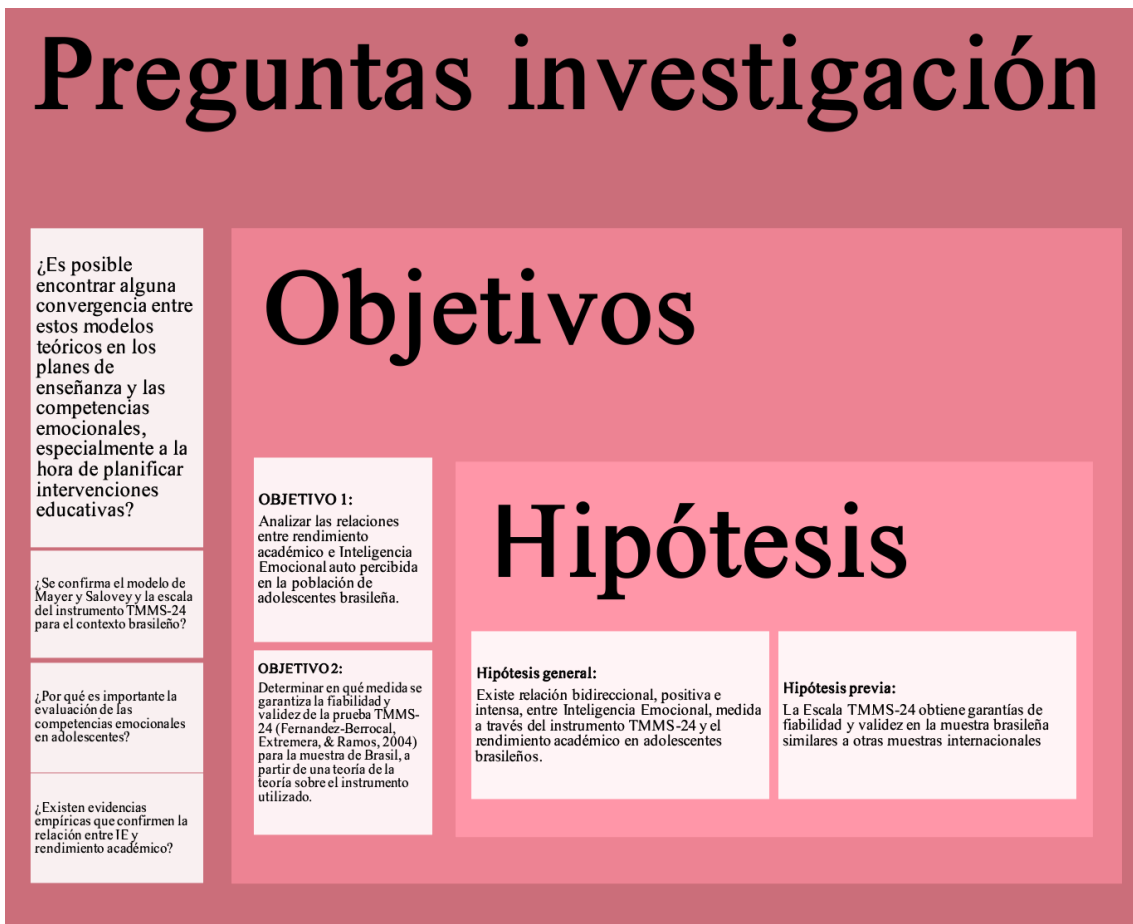 Preguntas investigación
¿Es posible
encontrar alguna
convergencia entre
estos modelos
teóricos en los
planes de
enseñanza y las
competencias
emocionales,
especialmente a la
hora de planificar
intervenciones
educativas?
¿Se confirma el modelo de
Mayer y Salovey y la escala
del instrumento TMMS-24
para el contexto brasileño?
¿Por qué es importante la
evaluación de las
competencias emocionales
en adolescentes?
¿Existen evidencias
empíricas que confirmen la
relación entre IE y
rendimiento académico?
Objetivos
OBJETIVO 1:
Analizar las relaciones
entre rendimiento
académico e Inteligencia
Emocional auto percibida
en la población de
adolescentes brasileña.
OBJETIVO 2:
Determinar en qué medida se
garantiza la fiabilidad y
validez de la prueba TMMS-
24 (Fernandez-Berrocal,
Extremera, & Ramos, 2004)
para la muestra de Brasil, a
partir de una teoría de la
teoría sobre el instrumento
utilizado.
Hipótesis
Hipótesis general:
Existe relación bidireccional, positiva e
intensa, entre Inteligencia Emocional, medida
a través del instrumento TMMS-24 y el
rendimiento académico en adolescentes
brasileños.
Hipótesis previa:
La Escala TMMS-24 obtiene garantías de
fiabilidad y validez en la muestra brasileña
similares a otras muestras internacionales